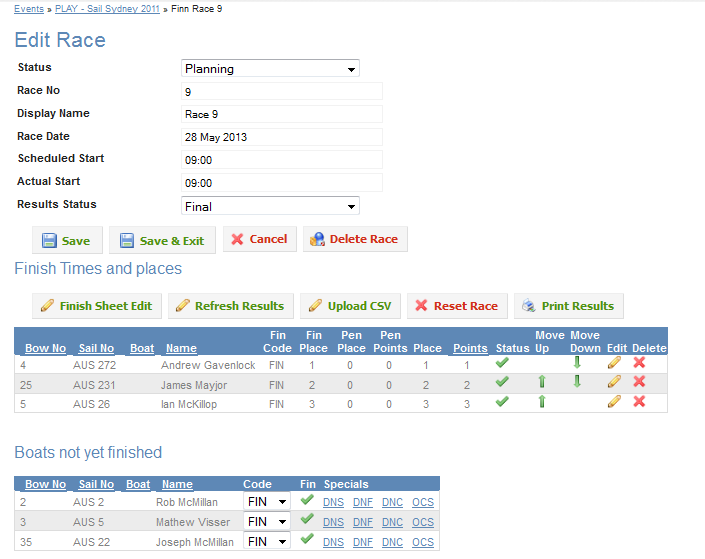 Events » PLAY - Sail Sydney 2011 » Finn Race 9
Edit Race
Status Planning
Race No 9
Display Name Race 9
Race Date 28 May 2013
Scheduled Start 09:00
Actual Start 09:00
Results Status Final
Save Save & Exit Cancel Delete Race
Finish Times and places
Finish Sheet Edit Refresh Results Upload CSV Reset Race Print Results
Bow No Sail No Boat Name Fin Code Fin Place Pen Place Pen Points Place Points Status Move Up Move Down Edit Delete
4 AUS 272 Andrew Gavenlock FIN 1 0 0 1 1
25 AUS 231 James Mayjor FIN 2 0 0 2 2
5 AUS 26 Ian McKillop FIN 3 0 0 3 3
Boats not yet finished
Bow No Sail No Boat Name Code Fin Specials
2 AUS 2 Rob McMillan FIN DNS DNF DNC OCS
3 AUS 5 Mathew Visser FIN DNS DNF DNC OCS
35 AUS 22 Joseph McMillan FIN DNS DNF DNC OCS